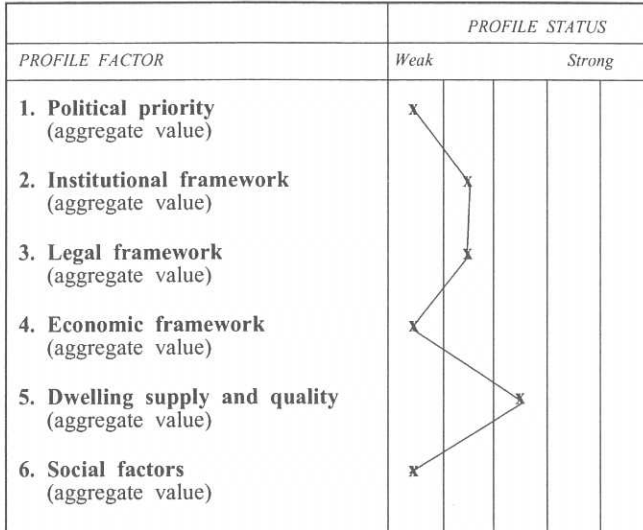 PROFILE STATUS
PROFILE FACTOR Weak Strong
1. Political priority
(aggregate value)
x
2. Institutional framework
(aggregate value)
x
3. Legal framework
(aggregate value)
x
4. Economic framework
(aggregate value)
x
5. Dwelling supply and quality
(aggregate value)
x
6. Social factors
(aggregate value)
x